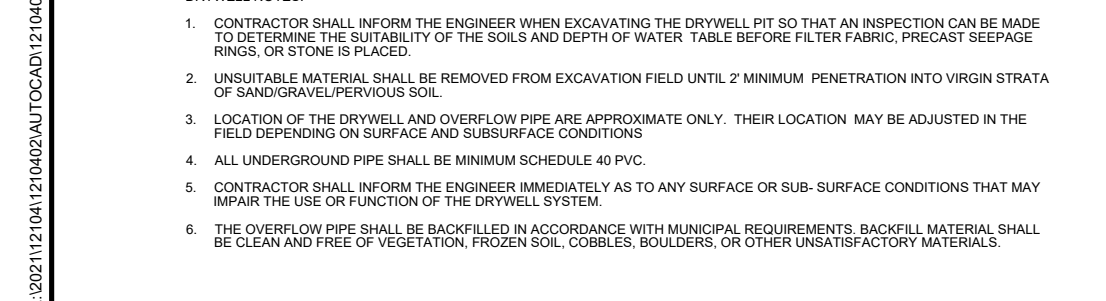 DRYWELL NOTES:
1. CONTRACTOR SHALL INFORM THE ENGINEER WHEN EXCAVATING THE DRYWELL PIT SO THAT AN INSPECTION CAN BE MADE
TO DETERMINE THE SUITABILITY OF THE SOILS AND DEPTH OF WATER TABLE BEFORE FILTER FABRIC, PRECAST SEEPAGE
RINGS, OR STONE IS PLACED.
2. UNSUITABLE MATERIAL SHALL BE REMOVED FROM EXCAVATION FIELD UNTIL 2' MINIMUM PENETRATION INTO VIRGIN STRATA
OF SAND/GRAVEL/PERVIOUS SOIL.
3. LOCATION OF THE DRYWELL AND OVERFLOW PIPE ARE APPROXIMATE ONLY. THEIR LOCATION MAY BE ADJUSTED IN THE
FIELD DEPENDING ON SURFACE AND SUBSURFACE CONDITIONS
4. ALL UNDERGROUND PIPE SHALL BE MINIMUM SCHEDULE 40 PVC.
5. CONTRACTOR SHALL INFORM THE ENGINEER IMMEDIATELY AS TO ANY SURFACE OR SUB- SURFACE CONDITIONS THAT MAY
IMPAIR THE USE OR FUNCTION OF THE DRYWELL SYSTEM.
6. THE OVERFLOW PIPE SHALL BE BACKFILLED IN ACCORDANCE WITH MUNICIPAL REQUIREMENTS. BACKFILL MATERIAL SHALL
BE CLEAN AND FREE OF VEGETATION, FROZEN SOIL, COBBLES, BOULDERS, OR OTHER UNSATISFACTORY MATERIALS.
:\2021\12104\1210402\AUTOCAD\121040